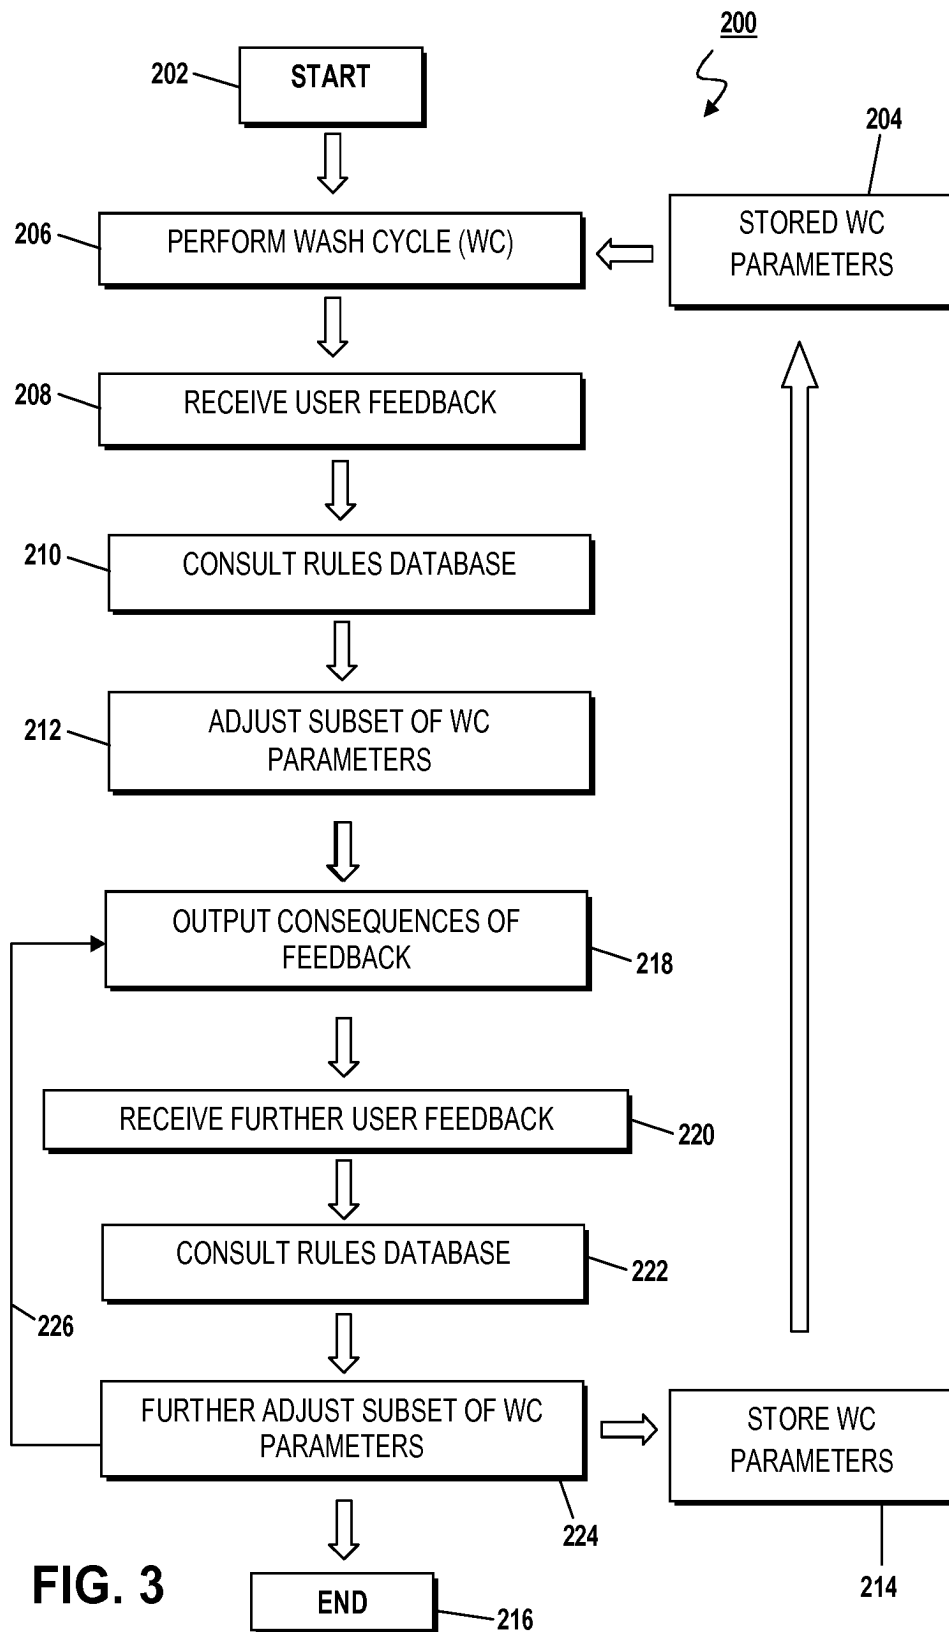 200
202
START
204
206
PERFORM WASH CYCLE (WC)
STORED WC
PARAMETERS
208
RECEIVE USER FEEDBACK
210
CONSULT RULES DATABASE
212
ADJUST SUBSET OF WC
PARAMETERS
OUTPUT CONSEQUENCES OF
FEEDBACK
218
RECEIVE FURTHER USER FEEDBACK
220
CONSULT RULES DATABASE
222
226
FURTHER ADJUST SUBSET OF WC
PARAMETERS
224
STORE WC
PARAMETERS
214
END
216
FIG. 3